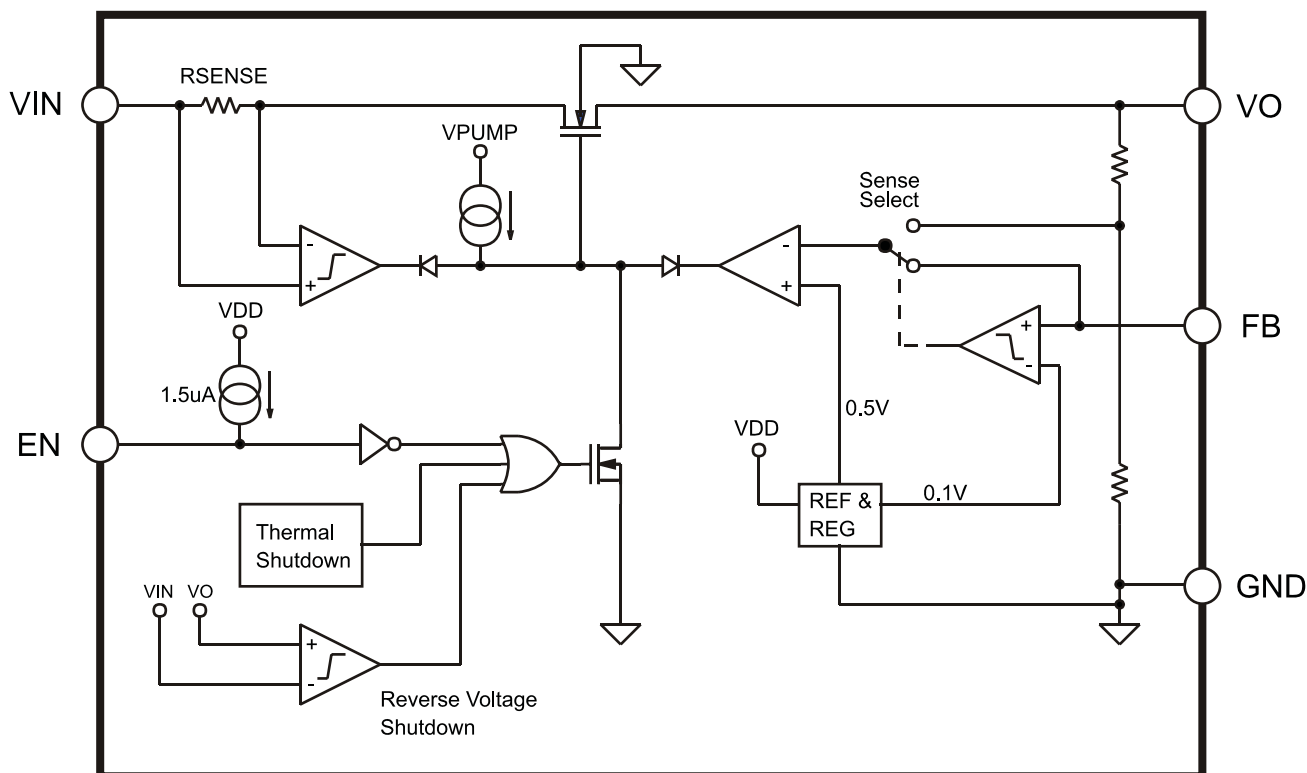 RSENSE
VIN
VO
VPUMP
Sense
Select
-
+
-
+
VDD
+
-
FB
1.5uA
0.5V
EN
VDD
REF &
REG
0.1V
Thermal
Shutdown
VIN VO
GND
+
-
Reverse Voltage
Shutdown